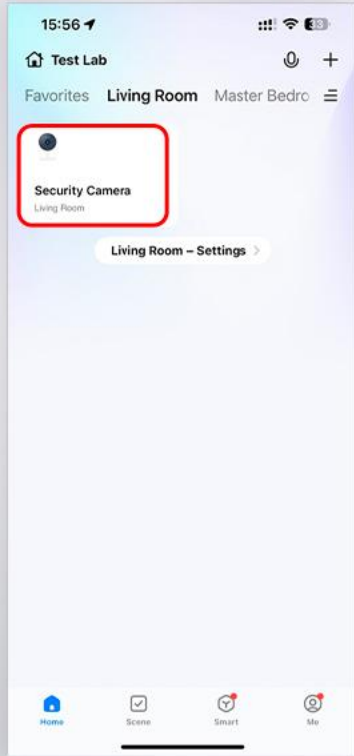 15:56
33
Test Lab
Favorites Living Room Master Bedro
Security Camera
Living Room
Living Room – Settings
Home Scene Smart Me